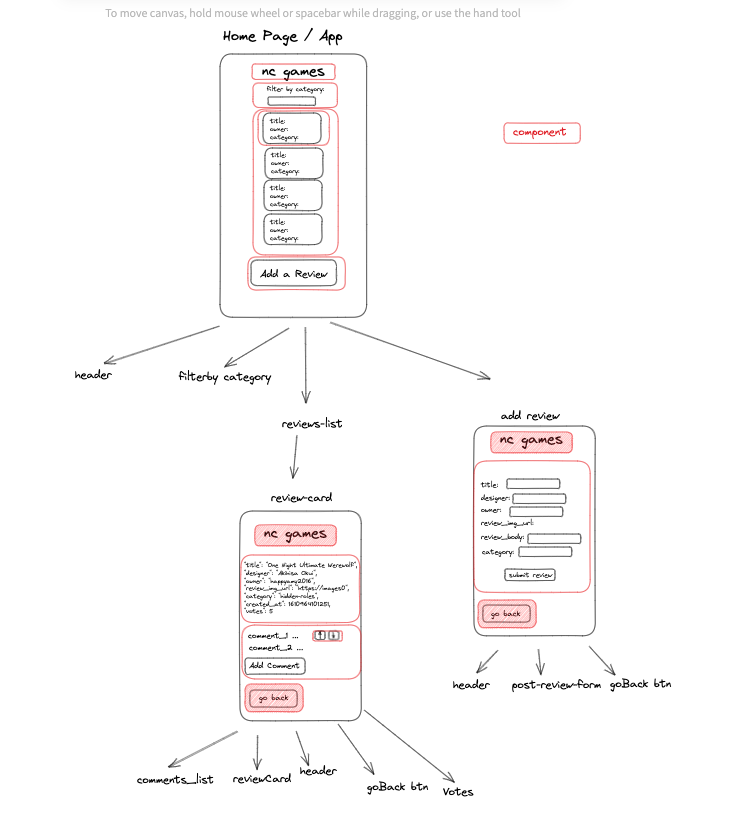 To move canvas, hold mouse wheel or spacebar while dragging, or use the hand tool
Home Page / App
nc games
filter by category:
title:
owner:
category:
title:
owner:
category:
title:
owner:
category:
title:
owner:
category:
Add a Review
component
header
filterby category
reviews-list
add review
nc games
title:
designer:
owner:
review_img_url:
review_body:
category:
submit review
go back
header
post-review-form
goBack btn
review-card
nc games
"title": "One Night Ultimate Werewolf",
"designer": "Akihisa Okui",
"owner": "happyamy2016",
"review_img_url": "https://images0",
"category": "hidden-roles",
"created_at": 1610964101251,
"votes": 5
comment_1 ...
comment_2 ...
Add Comment
go back
comments_list
reviewCard
header
goBack btn
Votes